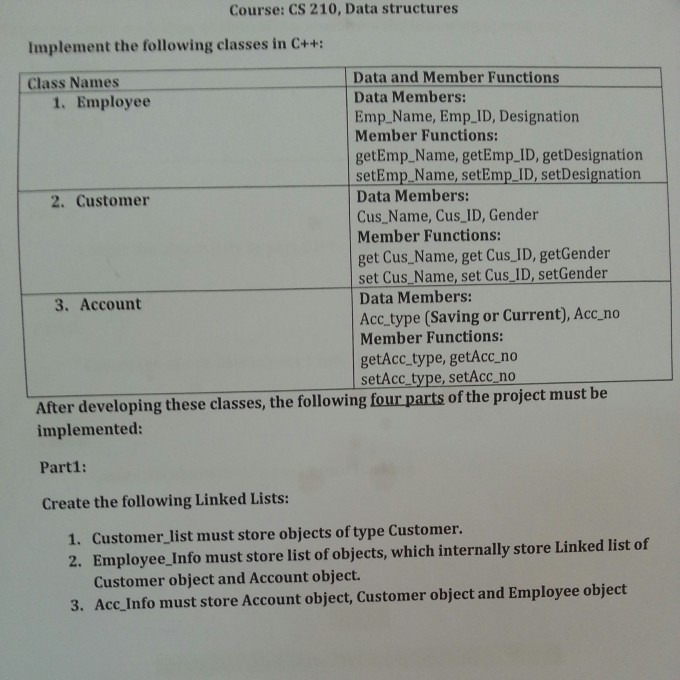 Course: CS 210, Data structures
Implement the following classes in C++:
Class Names
Data and Member Functions
1. Employee
Data Members:
Emp_Name, Emp_ID, Designation
Member Functions:
getEmp_Name, getEmp_ID, getDesignation
setEmp_Name, setEmp_ID, setDesignation
2. Customer
Data Members:
Cus_Name, Cus_ID, Gender
Member Functions:
get Cus_Name, get Cus_ID, getGender
set Cus_Name, set Cus_ID, setGender
3. Account
Data Members:
Acc_type (Saving or Current), Acc_no
Member Functions:
getAcc_type, getAcc_no
setAcc_type, setAcc_no
After developing these classes, the following four parts of the project must be
implemented:
Part1:
Create the following Linked Lists:
1. Customer_list must store objects of type Customer.
2. Employee_Info must store list of objects, which internally store Linked list of
Customer object and Account object.
3. Acc_Info must store Account object, Customer object and Employee object